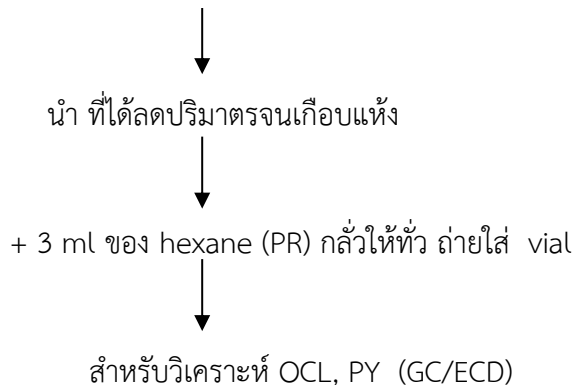 นำ ที่ได้ลดปริมาตรจนเกือบแห้ง
+ 3 ml ของ hexane (PR) กลั่วให้ทั่ว ถ่ายใส่ vial
สำหรับวิเคราะห์ OCL, PY (GC/ECD)